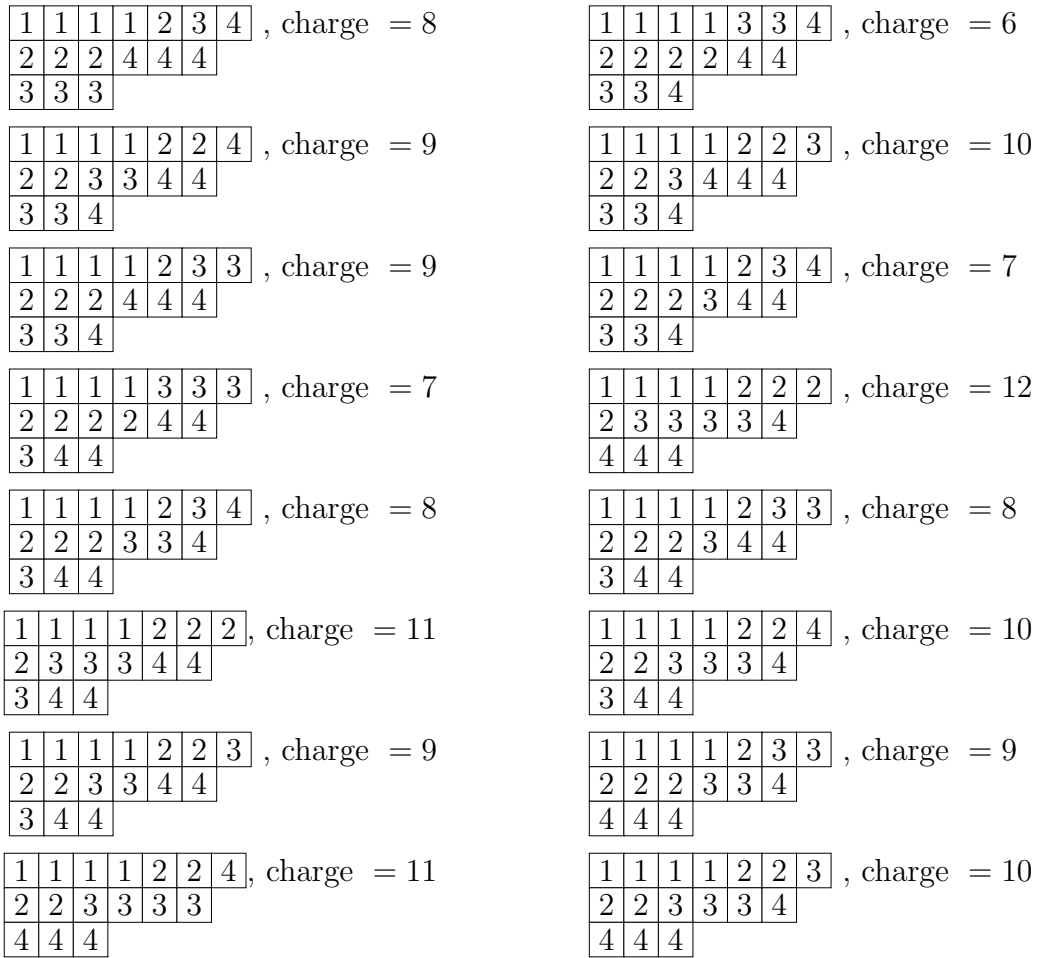 1 1 1 1 2 3 4 , charge = 8
2 2 2 4 4 4
3 3 3
1 1 1 1 3 3 4 , charge = 6
2 2 2 2 4 4
3 3 4
1 1 1 1 2 2 4 , charge = 9
2 2 3 3 4 4
3 3 4
1 1 1 1 2 2 3 , charge = 10
2 2 3 4 4 4
3 3 4
1 1 1 1 2 3 3 , charge = 9
2 2 2 4 4 4
3 3 4
1 1 1 1 2 3 4 , charge = 7
2 2 2 3 4 4
3 3 4
1 1 1 1 3 3 3 , charge = 7
2 2 2 2 4 4
3 4 4
1 1 1 1 2 2 2 , charge = 12
2 3 3 3 3 4
4 4 4
1 1 1 1 2 3 4 , charge = 8
2 2 2 3 3 4
3 4 4
1 1 1 1 2 3 3 , charge = 8
2 2 2 3 4 4
3 4 4
1 1 1 1 2 2 2, charge = 11
2 3 3 3 4 4
3 4 4
1 1 1 1 2 2 4 , charge = 10
2 2 3 3 3 4
3 4 4
1 1 1 1 2 2 3 , charge = 9
2 2 3 3 4 4
3 4 4
1 1 1 1 2 3 3 , charge = 9
2 2 2 3 3 4
4 4 4
1 1 1 1 2 2 4, charge = 11
2 2 3 3 3 3
4 4 4
1 1 1 1 2 2 3 , charge = 10
2 2 3 3 3 4
4 4 4